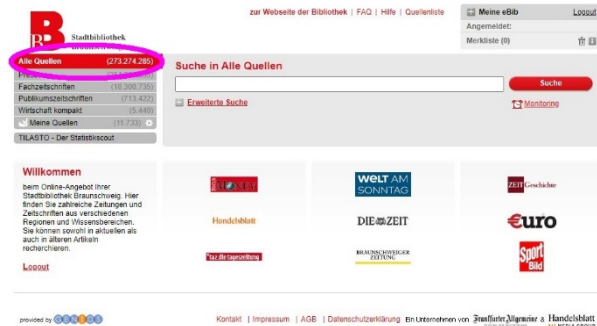 zur Webseite der Bibliothek | FAQ | Hilfe | Quellenliste
Meine eBib Logout
Angemeldet:
Merkliste (0)
Stadtbibliothek
Alle Quellen (273.274.285)
Fachzeitschriften (10.300.735)
Publikumszeitschriften (713.422)
Wirtschaft kompakt (5.440)
Meine Quellen (11.733)
TILASTO - Der Statistikscout
Suche in Alle Quellen
Suche
Erweiterte Suche
Monitoring
Willkommen
beim Online-Angebot Ihrer
Stadtbibliothek Braunschweig. Hier
finden Sie zahlreiche Zeitungen und
Zeitschriften aus verschiedenen
Regionen und Wissensbereichen.
Sie können sowohl in aktuellen als
auch in älteren Artikeln
recherchieren.
Logout
WELT AM
SONNTAG
ZEIT Geschichte
Handelsblatt
DIE ZEIT
€uro
taz.die tageszeitung
BRAUNSCHWEIGER
ZEITUNG
Sport
Bild
provided by GENIOS
Kontakt | Impressum | AGB | Datenschutzerklärung Ein Unternehmen von Frankfurter Allgemeine & Handelsblatt
MEDIA GROUP